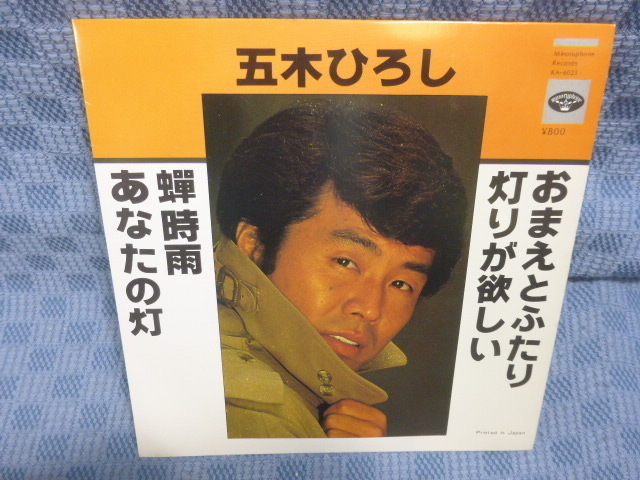 五木ひろし
Minoruphone
Records
KA-6023
minoruphone
¥800
おまえとふたり
灯りが欲しい
蟬時雨
あなたの灯
Printed in Japan